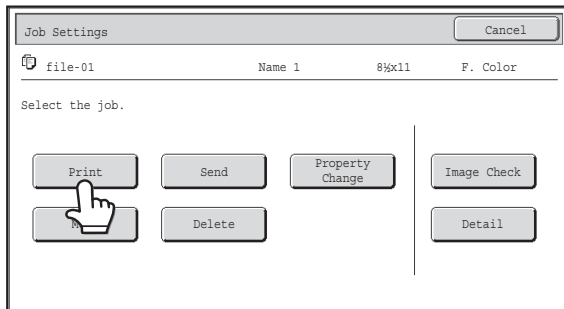 Job Settings Cancel
file-01 Name 1 8½x11 F. Color
Select the job.
Print Send Property Change Image Check
Delete Detail